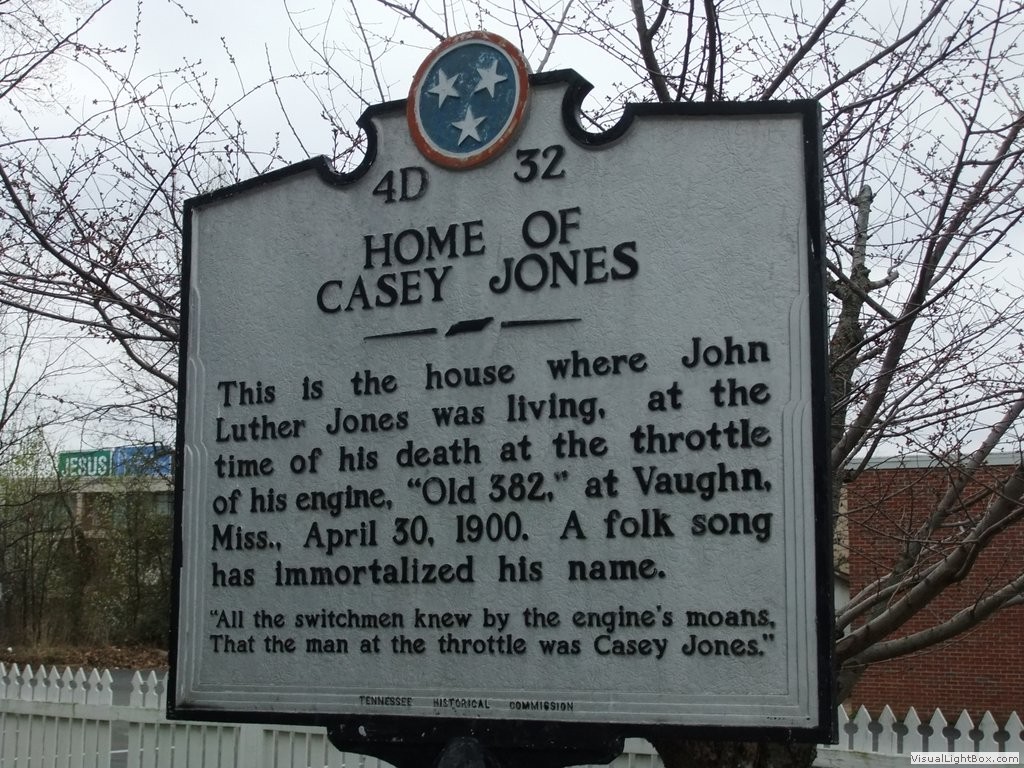 4D 32
HOME OF
CASEY JONES
This is the house where John
Luther Jones was living, at the
time of his death at the throttle
of his engine, “Old 382,” at Vaughn,
Miss., April 30, 1900. A folk song
has immortalized his name.
“All the switchmen knew by the engine's moans,
That the man at the throttle was Casey Jones.”
TENNESSEE HISTORICAL COMMISSION
JESUS
VisualLightBox.com